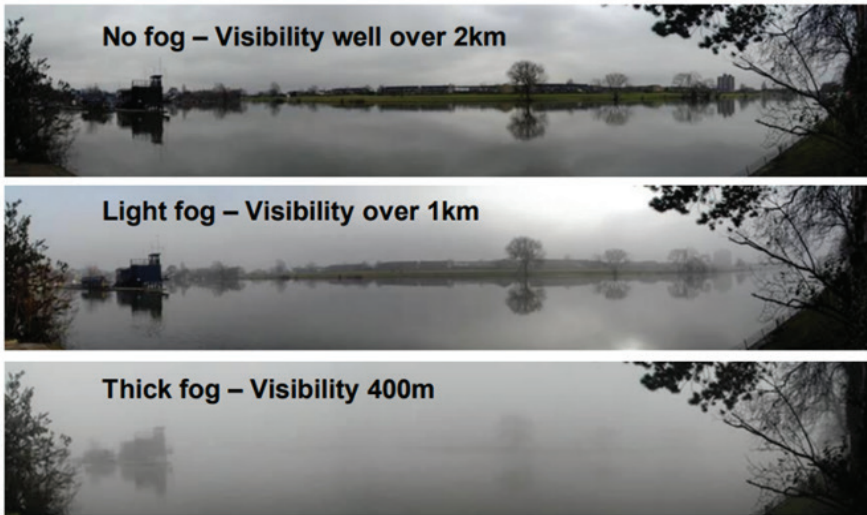 No fog – Visibility well over 2km
Light fog – Visibility over 1km
Thick fog – Visibility 400m